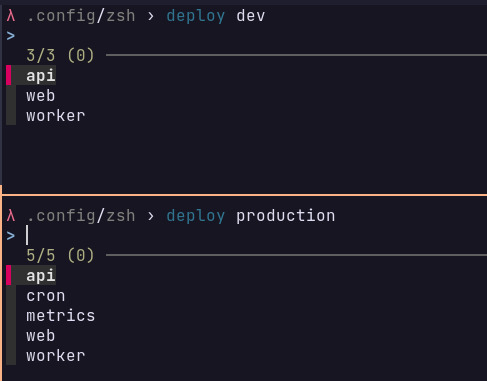 λ .config/zsh › deploy dev
>
3/3 (0)
api
web
worker
λ .config/zsh › deploy production
>
5/5 (0)
api
cron
metrics
web
worker